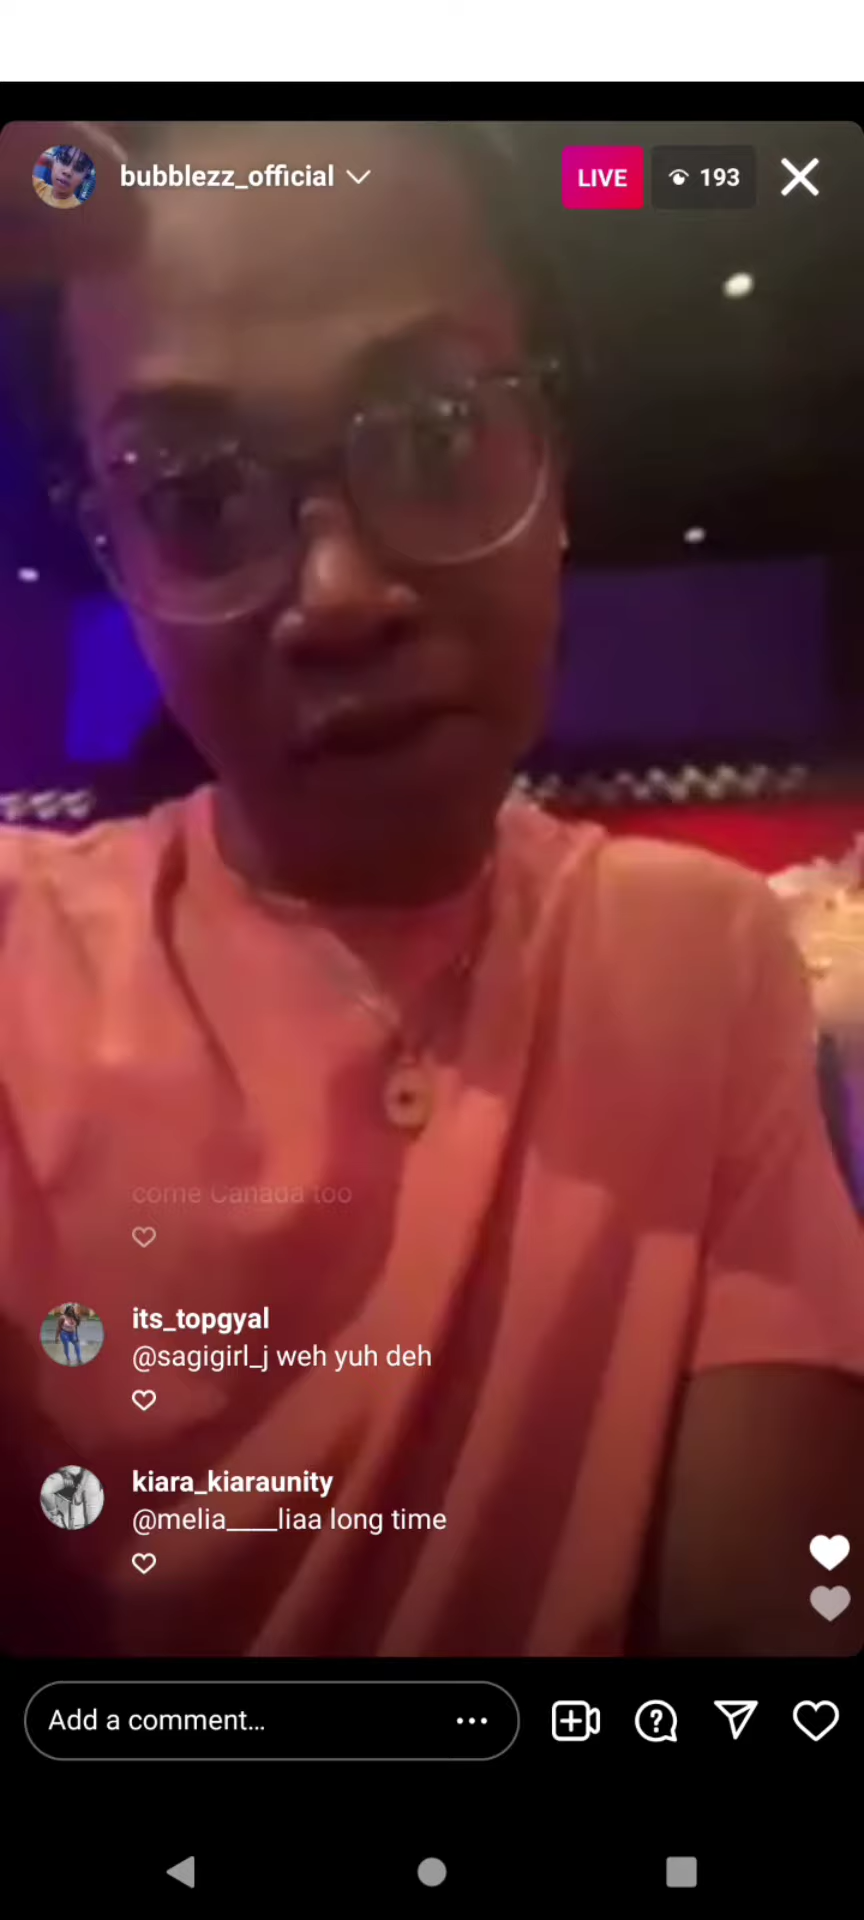 bubblezz_official
LIVE
193
come Canada too
its_topgyal
@sagigirl_j weh yuh deh
kiara_kiaraunity
@melia____liaa long time
Add a comment...